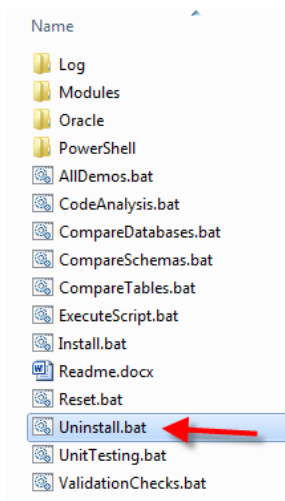 Name
Log
Modules
Oracle
PowerShell
AllDemos.bat
CodeAnalysis.bat
CompareDatabases.bat
CompareSchemas.bat
CompareTables.bat
ExecuteScript.bat
Install.bat
Readme.docx
Reset.bat
Uninstall.bat
UnitTesting.bat
ValidationChecks.bat